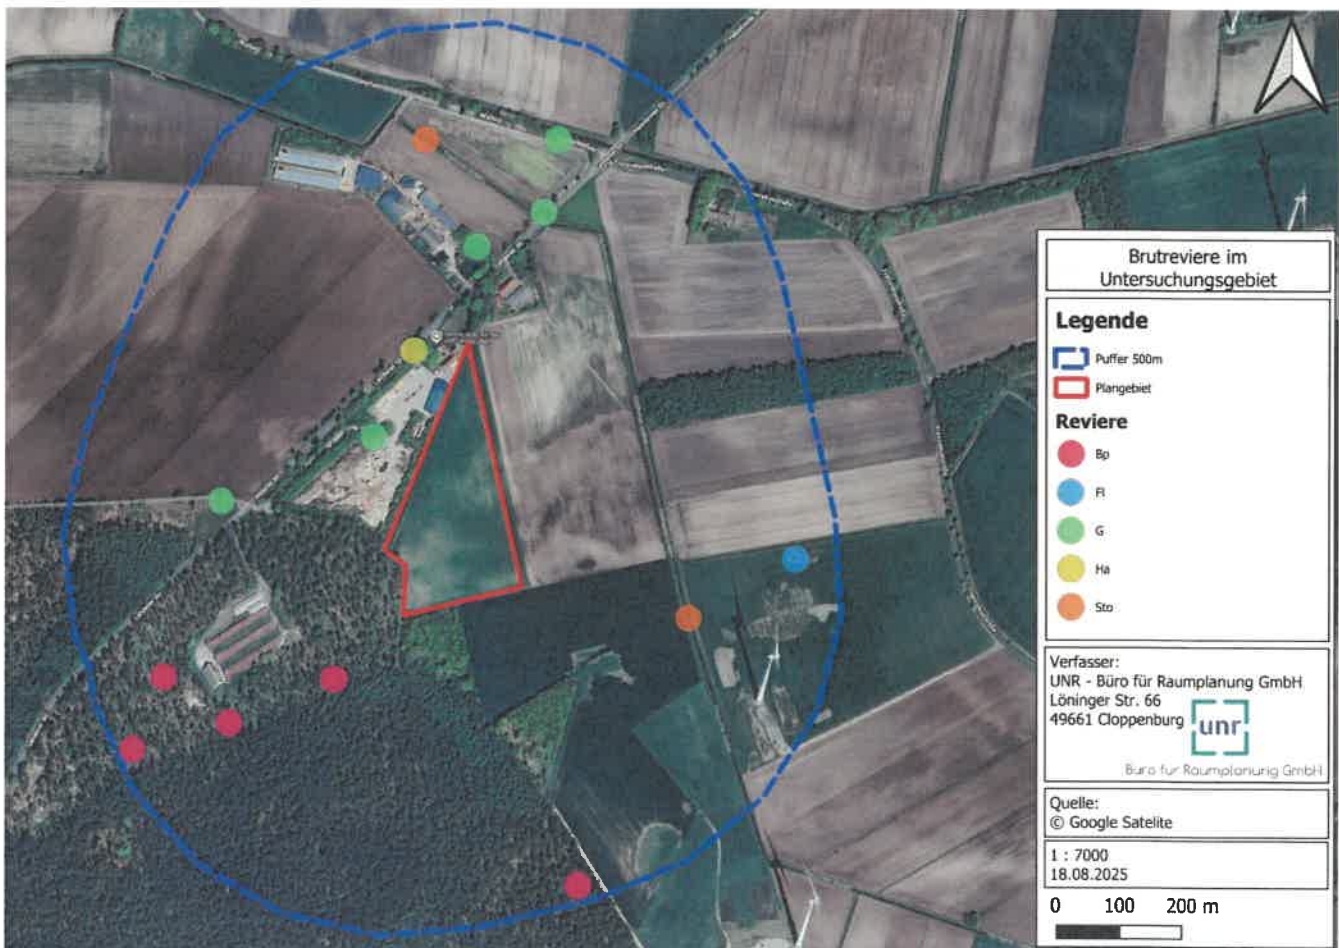 Brutreviere im
Untersuchungsgebiet
Legende
Puffer 500m
Plangebiet
Reviere
Bp
Fl
G
Ha
Sto
Verfasser:
UNR - Büro für Raumplanung GmbH
Löninger Str. 66
49661 Cloppenburg
unr
Büro für Raumplanung GmbH
Quelle:
© Google Satelite
1 : 7000
18.08.2025
0 100 200 m